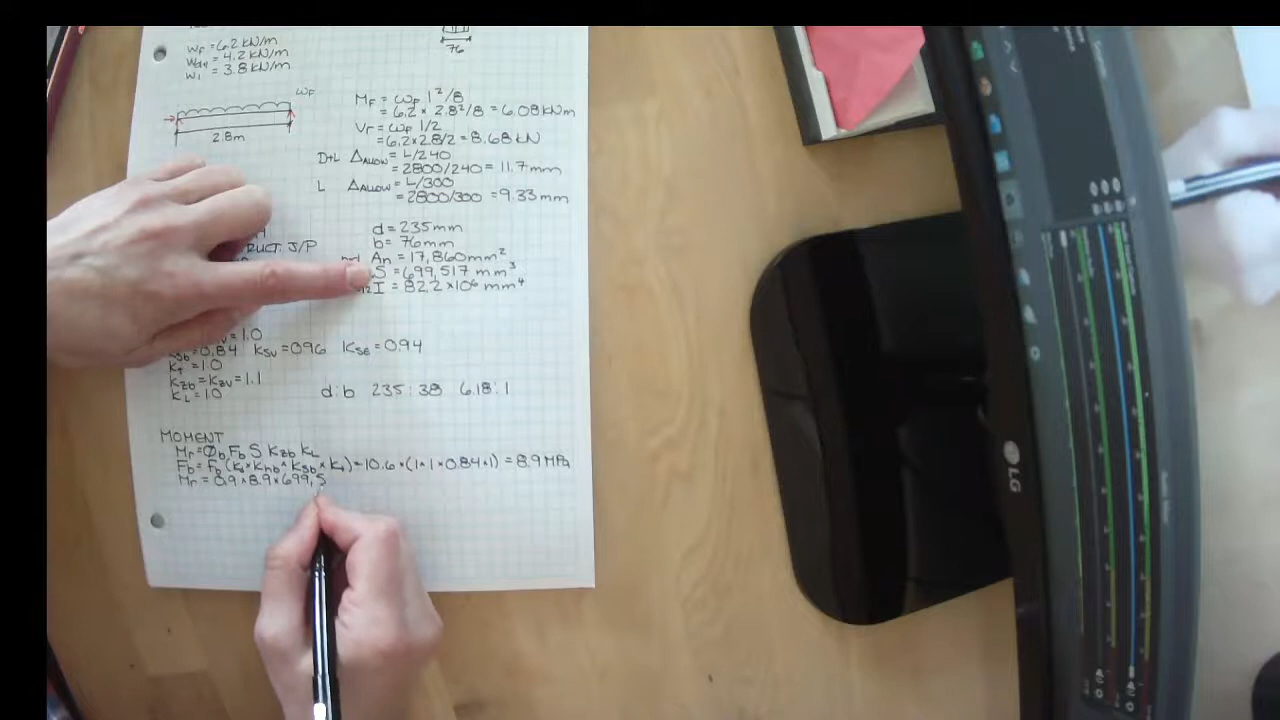 wf = 6.2 kN/m
= 4.2 kN/m
w = 3.8 kN/m
76
ωF
2.8m
MF = ωF l²/8
= 6.2 × 2.8²/8 = 6.08 kNm
Vr = ωF l/2
= 6.2 × 2.8/2 = 8.68 kN
D+L ΔALLOW = L/240
= 2800/240 = 11.7 mm
L ΔALLOW = L/300
= 2800/300 = 9.33 mm
d = 235 mm
RUCT. J/P b = 76 mm
An = 17,860 mm²
S = 699,517 mm³
I = 82.2 × 10⁶ mm⁴
= 1.0
KSb = 0.84 KSV = 0.96 KSE = 0.94
KT = 1.0
KZb = KZV = 1.1
KL = 1.0
d:b 235:38 6.18:1
MOMENT
Mr = Øb Fb S KZb KL
Fb = fb (Kd × KHb × KSb × Kt) = 10.6 × (1×1×0.84×1) = 8.9 MPa
Mr = 0.9 × 8.9 × 699,5
LG